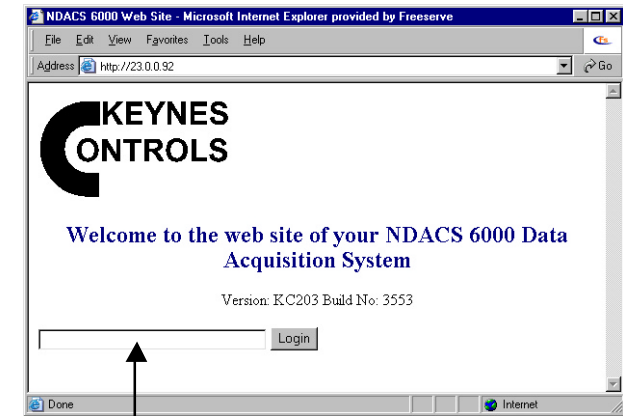 NDACS 6000 Web Site - Microsoft Internet Explorer provided by Freeserve
File Edit View Favorites Tools Help
Address http://23.0.0.92 Go
KEYNES
CONTROLS
Welcome to the web site of your NDACS 6000 Data
Acquisition System
Version: KC203 Build No: 3553
Login
Done Internet